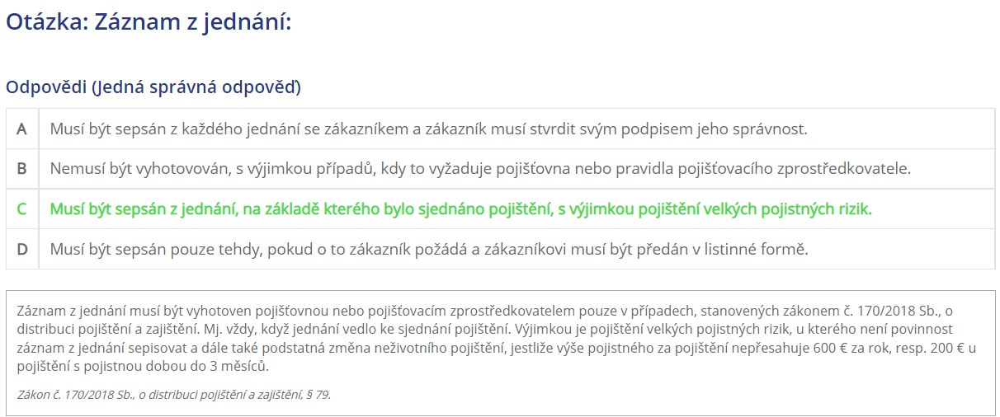 Otázka: Záznam z jednání:
Odpovědi (Jedná správná odpověď)
A Musí být sepsán z každého jednání se zákazníkem a zákazník musí stvrdit svým podpisem jeho správnost.
B Nemusí být vyhotovován, s výjimkou případů, kdy to vyžaduje pojišťovna nebo pravidla pojišťovacího zprostředkovatele.
C Musí být sepsán z jednání, na základě kterého bylo sjednáno pojištění, s výjimkou pojištění velkých pojistných rizik.
D Musí být sepsán pouze tehdy, pokud o to zákazník požádá a zákazníkovi musí být předán v listinné formě.
Záznam z jednání musí být vyhotoven pojišťovnou nebo pojišťovacím zprostředkovatelem pouze v případech, stanovených zákonem č. 170/2018 Sb., o
distribuci pojištění a zajištění. Mj. vždy, když jednání vedlo ke sjednání pojištění. Výjimkou je pojištění velkých pojistných rizik, u kterého není povinnost
záznam z jednání sepisovat a dále také podstatná změna neživotního pojištění, jestliže výše pojistného za pojištění nepřesahuje 600 € za rok, resp. 200 € u
pojištění s pojistnou dobou do 3 měsíců.
Zákon č. 170/2018 Sb., o distribuci pojištění a zajištění, § 79.